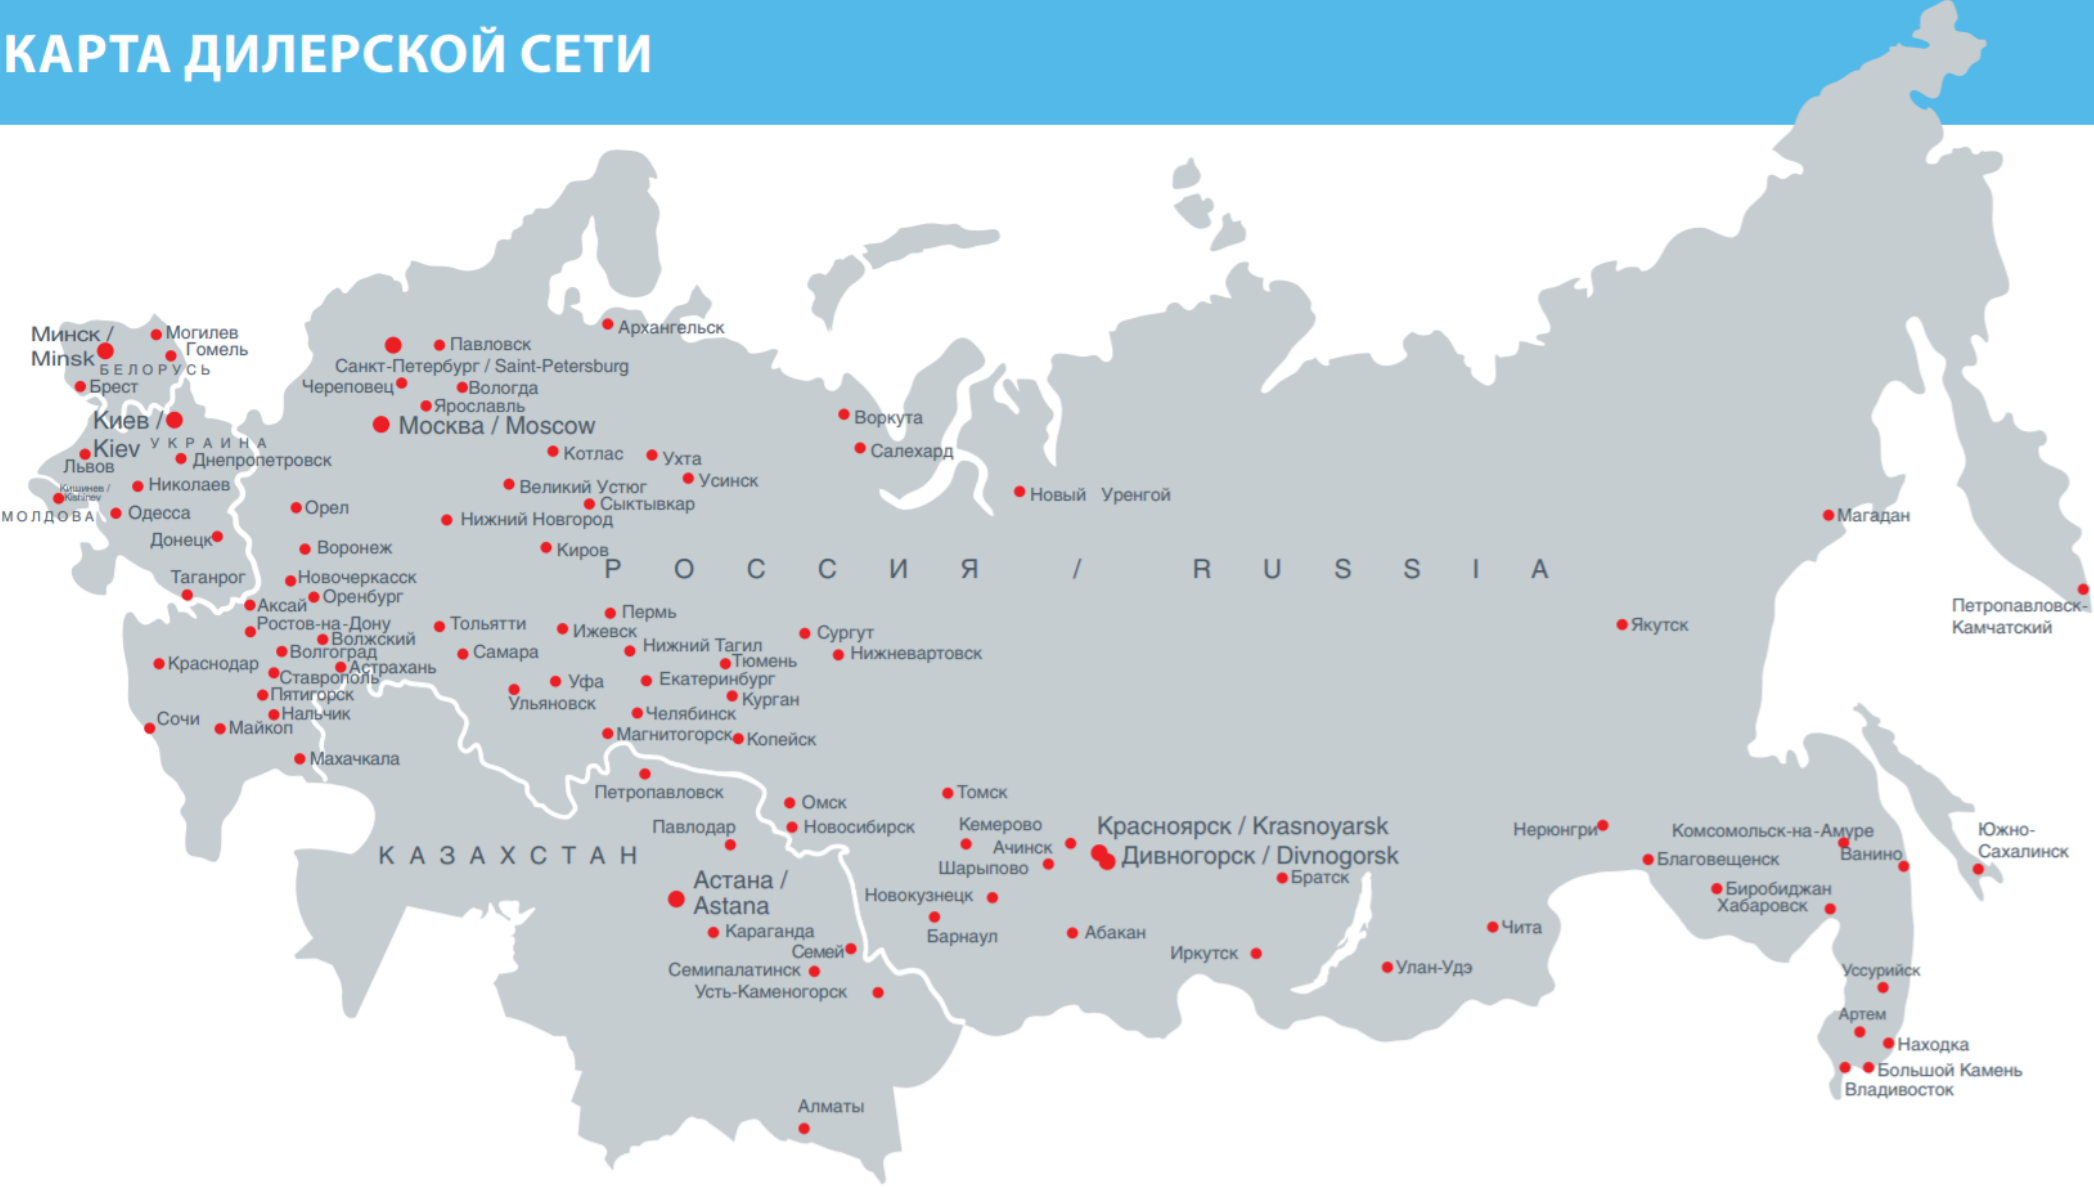 КАРТА ДИЛЕРСКОЙ СЕТИ
Минск /
Minsk
Могилев
Гомель
БЕЛОРУСЬ
Брест
Киев /
Kiev
УКРАИНА
Львов
Днепропетровск
Кишинев /
Kishinev
Николаев
МОЛДОВА
Одесса
Донецк
Таганрог
Архангельск
Павловск
Санкт-Петербург / Saint-Petersburg
Череповец
Вологда
Ярославль
Москва / Moscow
Котлас
Ухта
Великий Устюг
Усинск
Сыктывкар
Орел
Нижний Новгород
Воронеж
Киров
Воркута
Салехард
Новый Уренгой
Магадан
РОССИЯ / RUSSIA
Новочеркасск
Оренбург
Аксай
Ростов-на-Дону
Волжский
Волгоград
Краснодар
Астрахань
Ставрополь
Пятигорск
Нальчик
Сочи
Майкоп
Махачкала
Тольятти
Самара
Пермь
Ижевск
Нижний Тагил
Тюмень
Уфа
Екатеринбург
Ульяновск
Курган
Челябинск
Магнитогорск
Копейск
Сургут
Нижневартовск
Якутск
Петропавловск-
Камчатский
Петропавловск
Павлодар
КАЗАХСТАН
Астана /
Astana
Караганда
Семей
Семипалатинск
Усть-Каменогорск
Алматы
Омск
Новосибирск
Томск
Кемерово
Ачинск
Шарыпово
Красноярск / Krasnoyarsk
Дивногорск / Divnogorsk
Братск
Новокузнецк
Барнаул
Абакан
Иркутск
Улан-Удэ
Чита
Нерюнгри
Комсомольск-на-Амуре
Благовещенск
Ванино
Биробиджан
Хабаровск
Южно-
Сахалинск
Уссурийск
Артем
Находка
Большой Камень
Владивосток